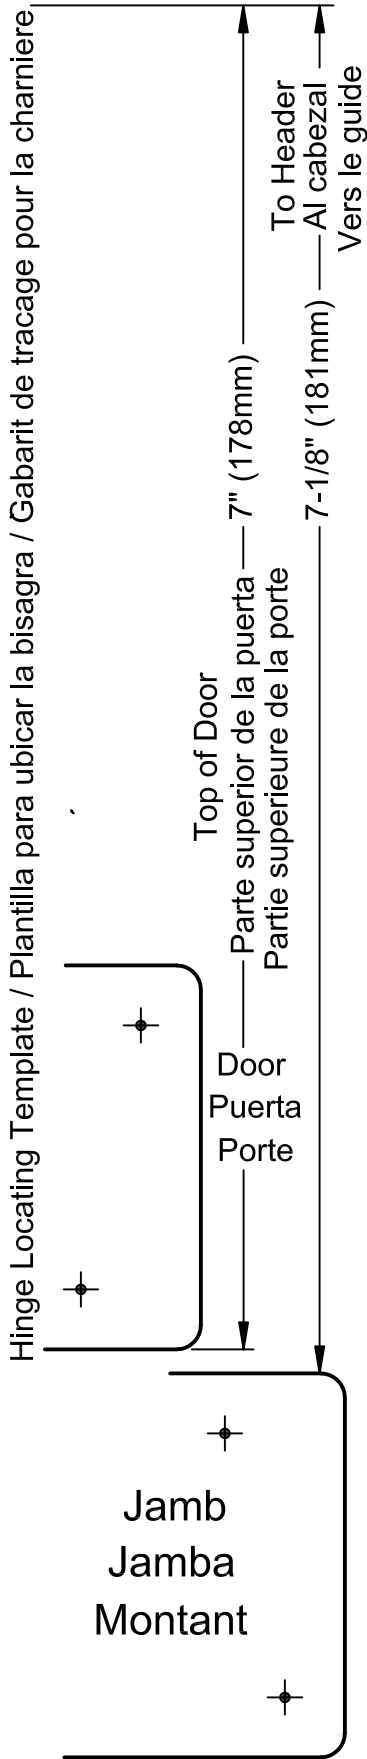 Hinge Locating Template / Plantilla para ubicar la bisagra / Gabarit de tracage pour la charniere
To Header
Al cabezal
Vers le guide
7" (178mm)
7-1/8" (181mm)
Top of Door
Parte superior de la puerta
Partie superieure de la porte
Door
Puerta
Porte
Jamb
Jamba
Montant